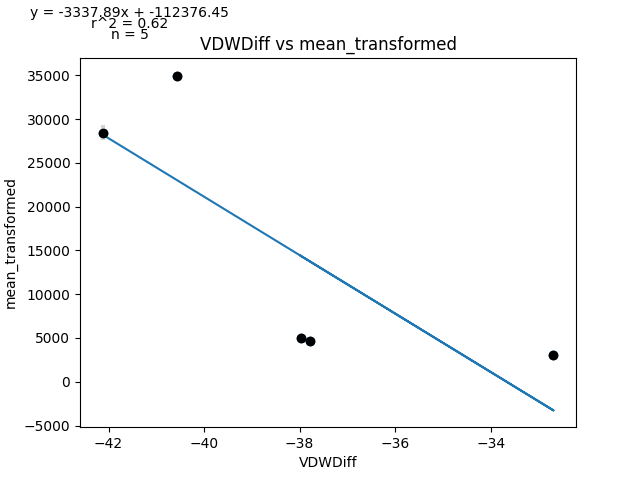 y = -3337.89x + -112376.45
r^2 = 0.62
n = 5
VDWDiff vs mean_transformed
35000
30000
25000
20000
15000
10000
5000
0
−5000
mean_transformed
−42 −40 −38 −36 −34
VDWDiff